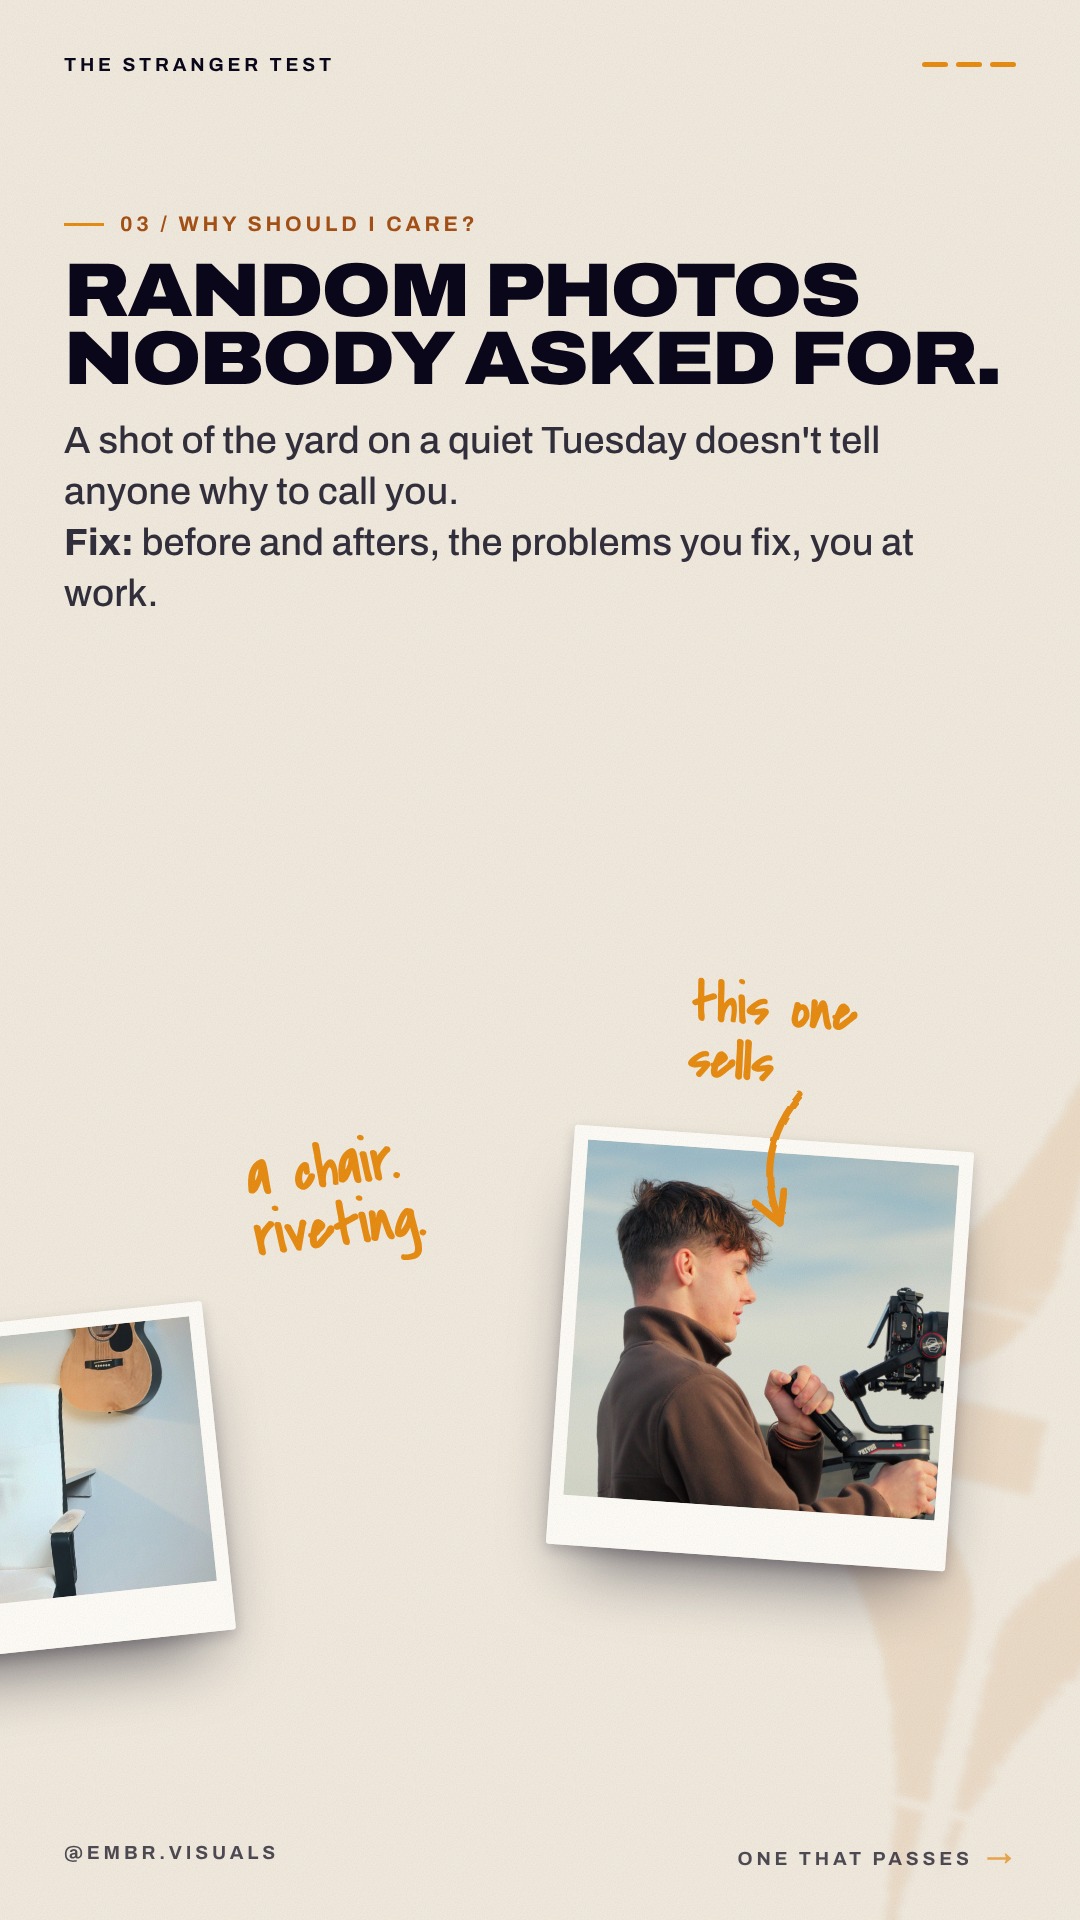 THE STRANGER TEST
03 / WHY SHOULD I CARE?
RANDOM PHOTOS
NOBODY ASKED FOR.
A shot of the yard on a quiet Tuesday doesn't tell
anyone why to call you.
Fix: before and afters, the problems you fix, you at
work.
this one
sells
a chair.
riveting.
@EMBR.VISUALS
ONE THAT PASSES →